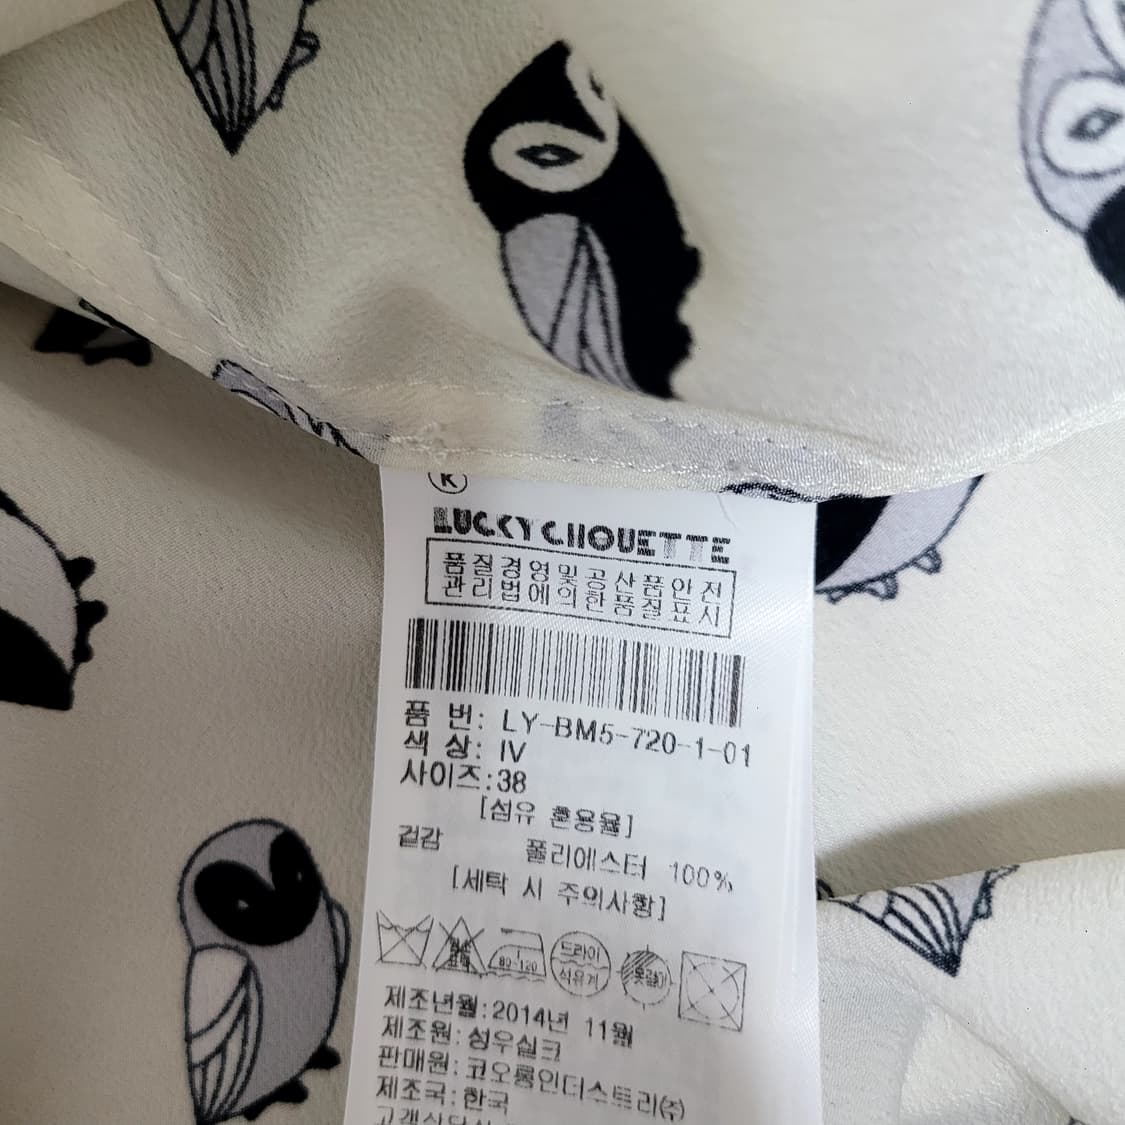 K
LUCKY CHOUETTE
품질경영및공산품안전
관리법에의한품질표시
품 번: LY-BM5-720-1-01
색 상: IV
사이즈:38
[섬유 혼용율]
겉감 폴리에스터 100%
[세탁 시 주의사항]
80-120 드라이 옷걸이
석유계
제조년월:2014년 11월
제조원:성우실크
판매원:코오롱인더스트리(주)
제조국:한국